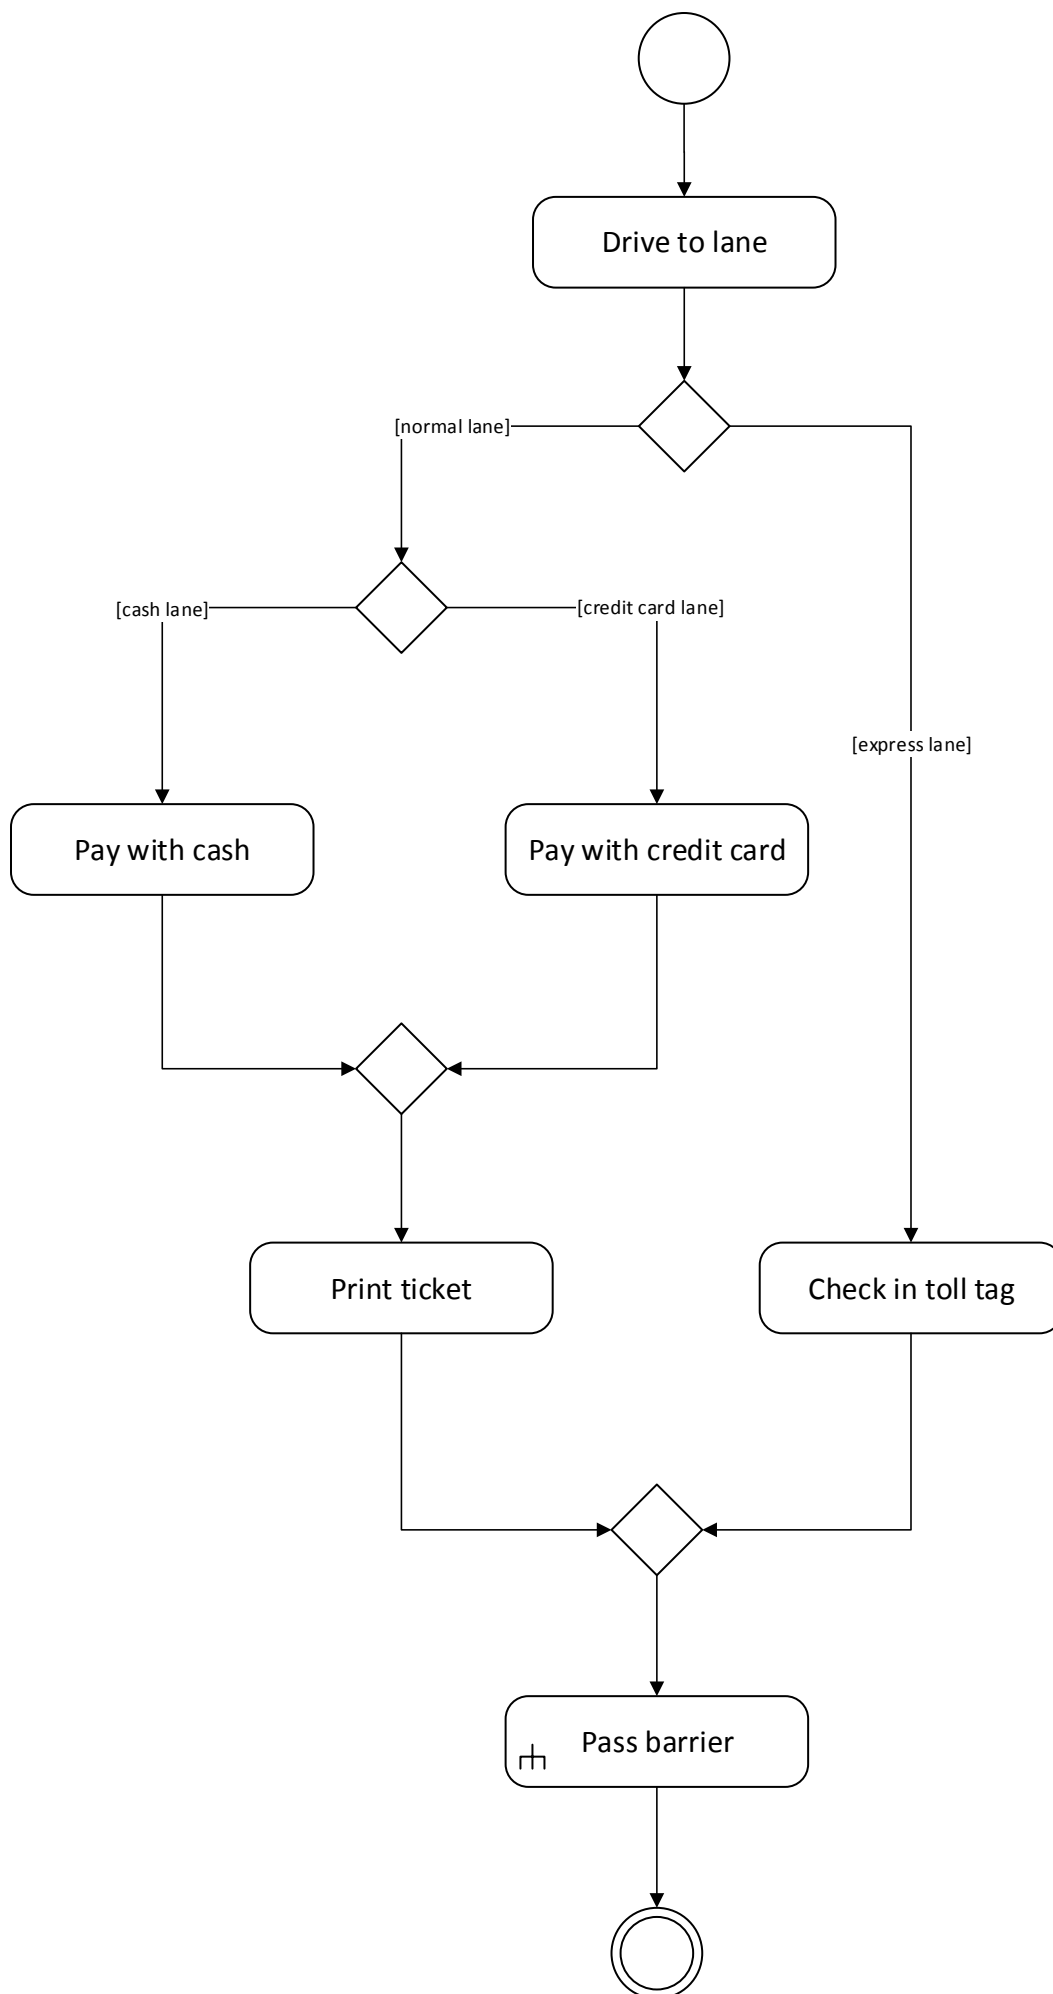 Drive to lane
[normal lane]
[cash lane]
[credit card lane]
[express lane]
Pay with cash
Pay with credit card
Print ticket
Check in toll tag
Pass barrier